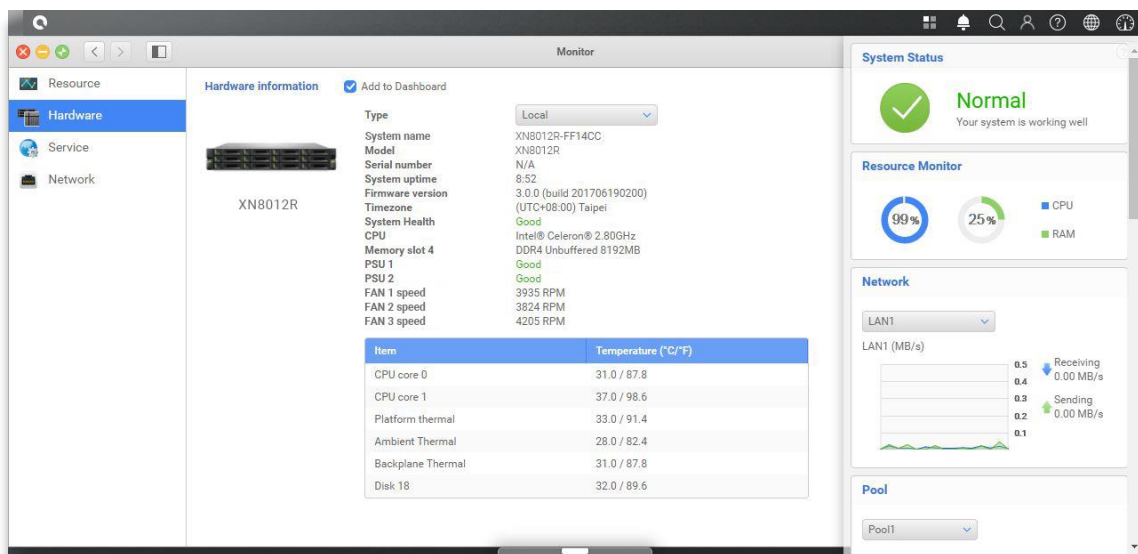 Monitor
Resource
Hardware
Service
Network
Hardware information
Add to Dashboard
XN8012R
Type Local
System name XN8012R-FF14CC
Model XN8012R
Serial number N/A
System uptime 8:52
Firmware version 3.0.0 (build 201706190200)
Timezone (UTC+08:00) Taipei
System Health Good
CPU Intel® Celeron® 2.80GHz
Memory slot 4 DDR4 Unbuffered 8192MB
PSU 1 Good
PSU 2 Good
FAN 1 speed 3935 RPM
FAN 2 speed 3824 RPM
FAN 3 speed 4205 RPM
Item Temperature (°C/°F)
CPU core 0 31.0 / 87.8
CPU core 1 37.0 / 98.6
Platform thermal 33.0 / 91.4
Ambient Thermal 28.0 / 82.4
Backplane Thermal 31.0 / 87.8
Disk 18 32.0 / 89.6
System Status
Normal
Your system is working well
Resource Monitor
99%
25%
CPU
RAM
Network
LAN1
LAN1 (MB/s)
0.5
0.4
0.3
0.2
0.1
Receiving
0.00 MB/s
Sending
0.00 MB/s
Pool
Pool1